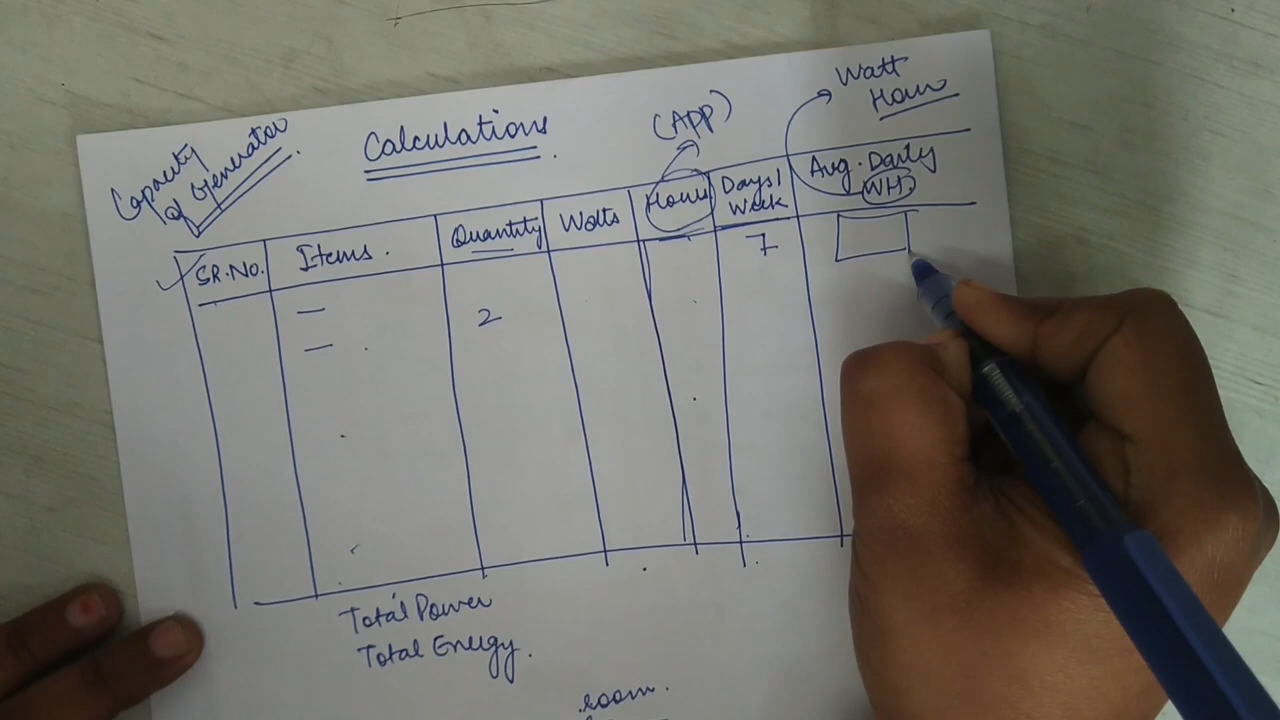 Capacity
of Generator
Calculations.
(APP)
Watt
Hour
SR.No.
Items.
Quantity
Watts
Hours
Days/
Week
Avg. Daily
WH
2
7
Total Power
Total Energy.
room.